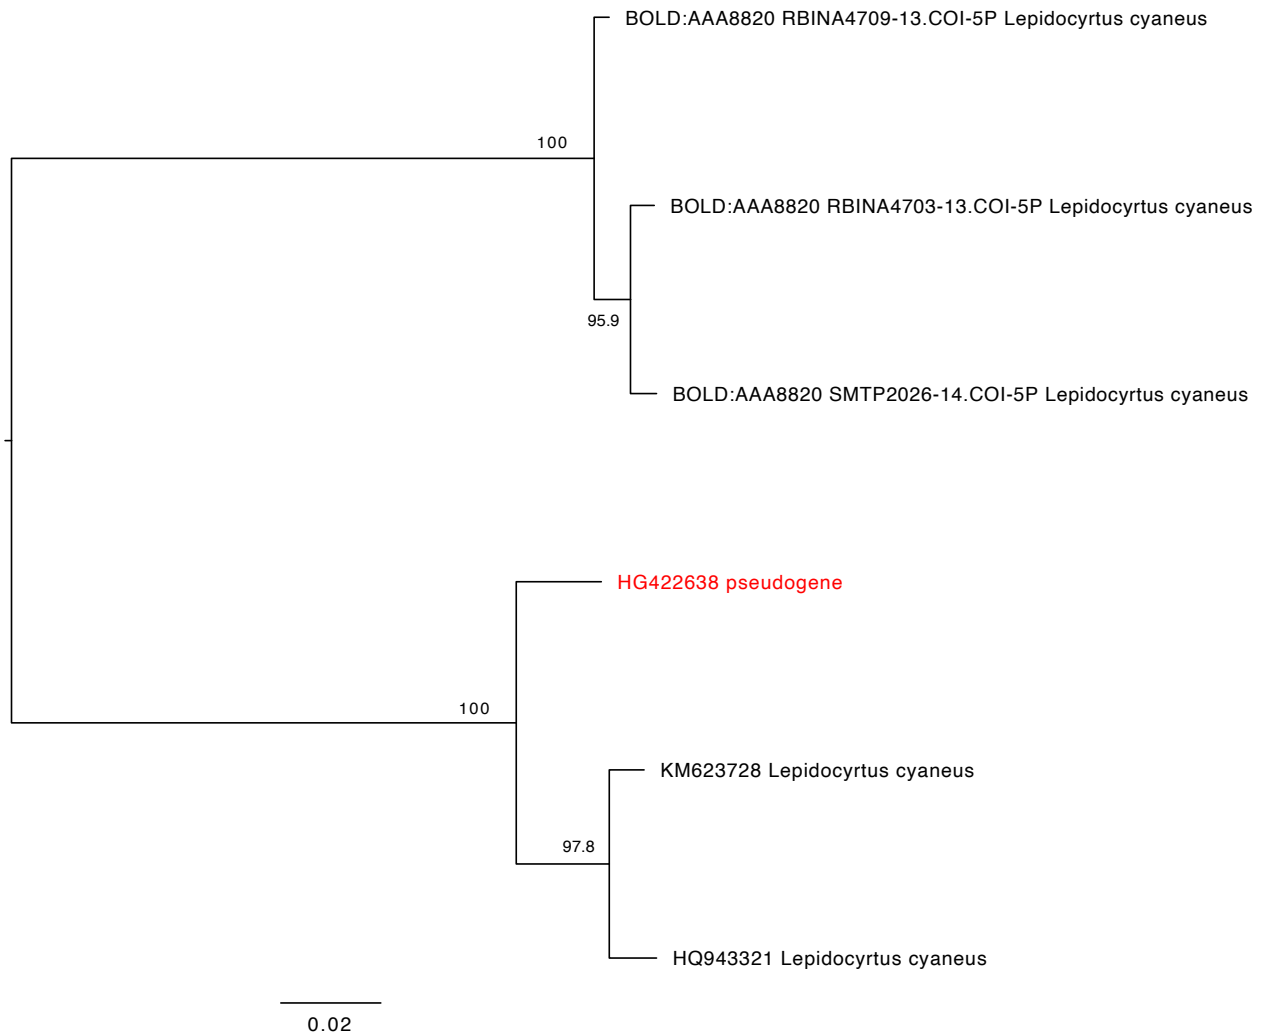 BOLD:AAA8820 RBINA4709-13.COI-5P Lepidocyrtus cyaneus
100
BOLD:AAA8820 RBINA4703-13.COI-5P Lepidocyrtus cyaneus
95.9
BOLD:AAA8820 SMTP2026-14.COI-5P Lepidocyrtus cyaneus
HG422638 pseudogene
100
KM623728 Lepidocyrtus cyaneus
97.8
HQ943321 Lepidocyrtus cyaneus
0.02